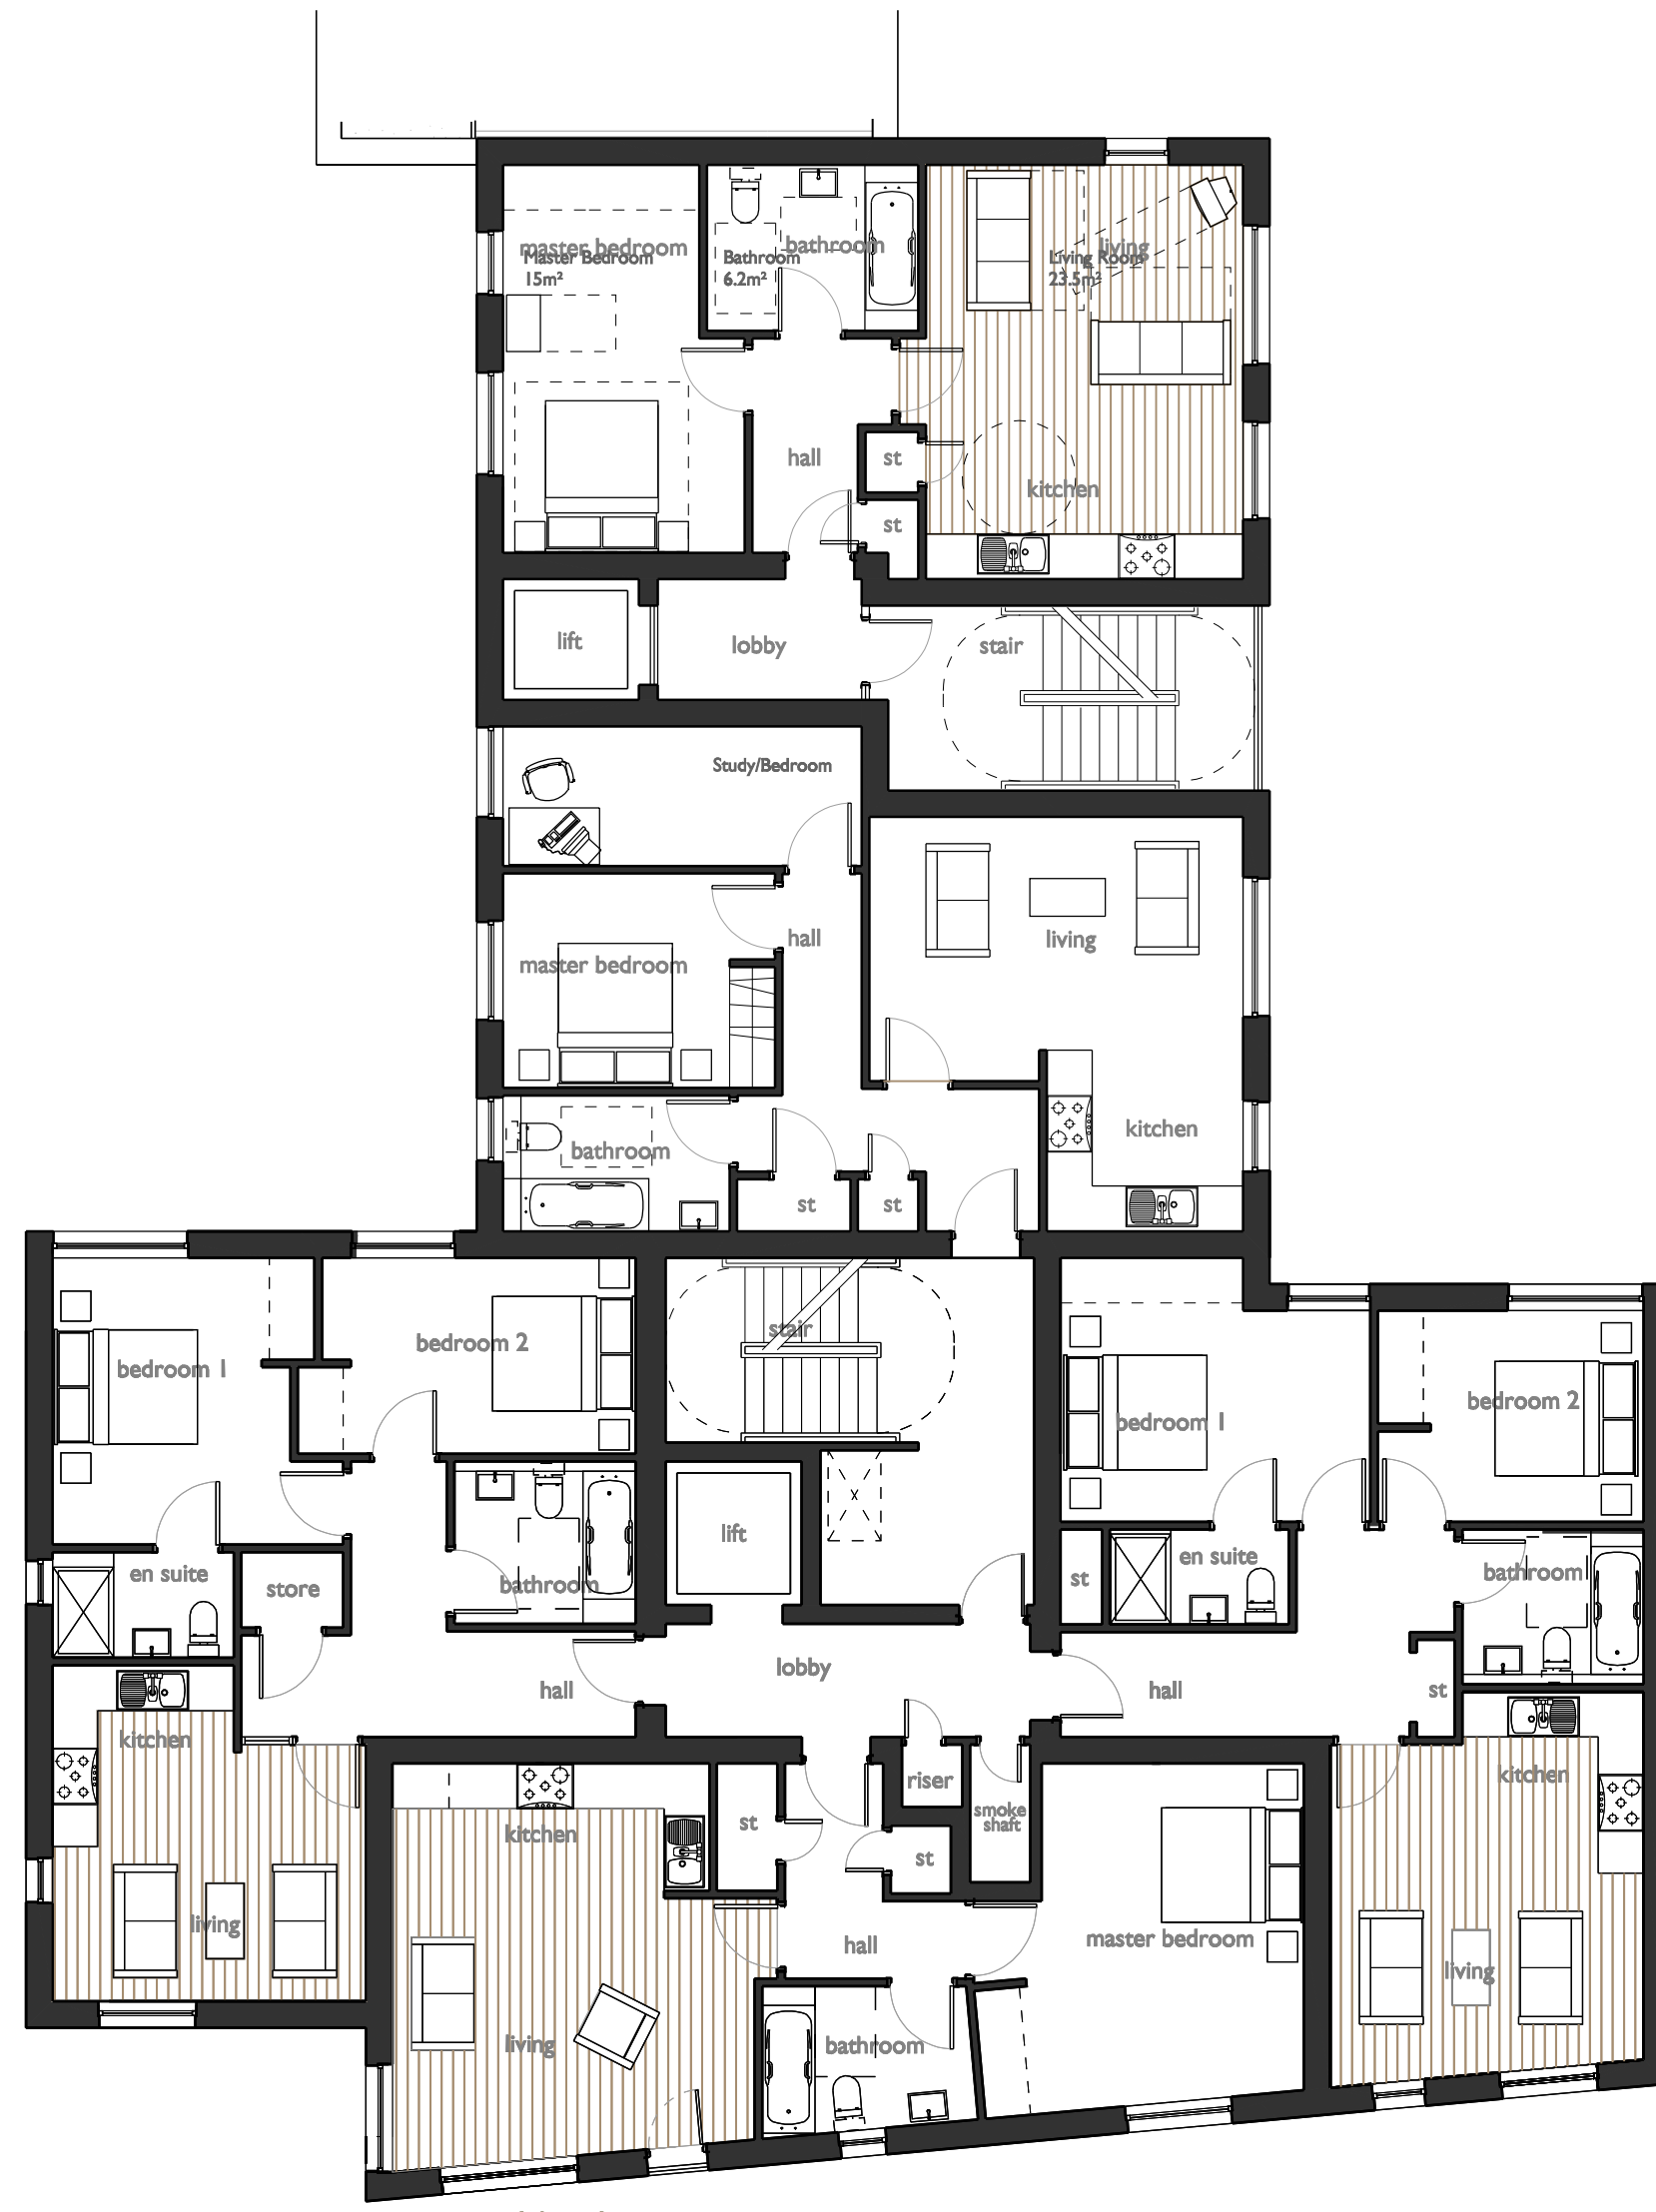 master bedroom
Master Bedroom
15m²
bathroom
Bathroom
6.2m²
living
Living Room
23.5m²
hall
st
kitchen
st
lift
lobby
stair
Study/Bedroom
hall
living
master bedroom
kitchen
bathroom
st
st
stair
bedroom 2
bedroom 1
bedroom 2
bedroom 1
lift
en suite
bathroom
en suite
store
bathroom
st
lobby
hall
hall
st
kitchen
kitchen
riser
smoke
shaft
st
kitchen
st
living
hall
master bedroom
living
living
bathroom